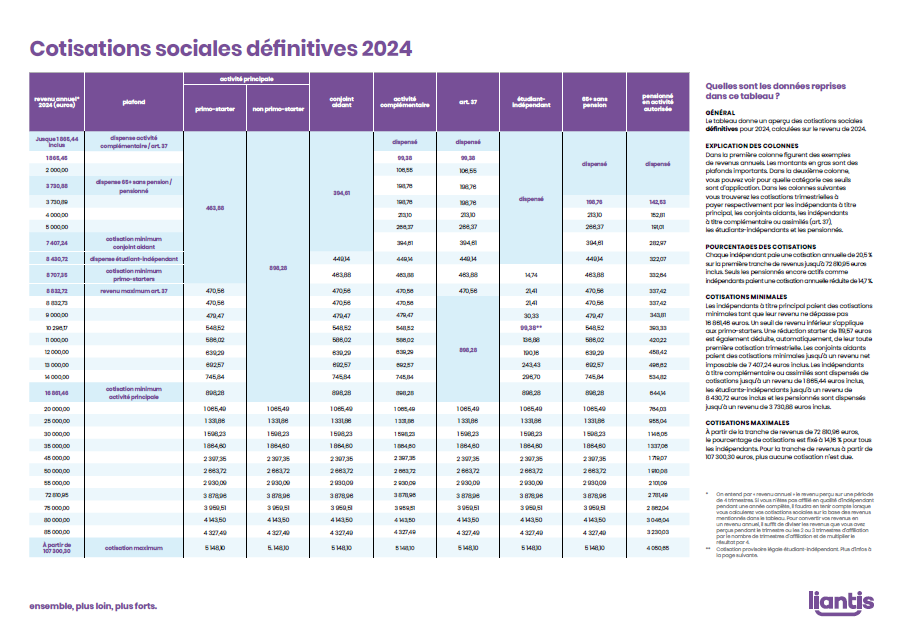 Cotisations sociales définitives 2024
revenu annuel*
2024 (euros)
plafond
activité principale
primo-starter
non primo-starter
conjoint
aidant
activité
complémentaire
art. 37
étudiant-
indépendant
65+ sans
pension
pensionné
en activité
autorisée
Jusque 1 865,44
inclus
dispense activité
complémentaire / art. 37
dispensé dispensé
1 865,45 99,38 99,38
2 000,00 106,55 106,55
dispensé dispensé
3 730,88
dispense 65+ sans pension /
pensionné
198,76 198,76
394,61
dispensé
3 730,89 198,76 198,76 198,76 142,53
463,88
4 000,00 213,10 213,10 213,10 152,81
5 000,00 266,37 266,37 266,37 191,01
7 407,24
cotisation minimum
conjoint aidant
394,61 394,61 394,61 282,97
8 430,72 dispense étudiant-indépendant 449,14 449,14 449,14 449,14 322,07
898,28
8 707,35
cotisation minimum
primo-starters
463,88 463,88 463,88 14,74 463,88 332,64
8 832,72 revenu maximum art. 37 470,56 470,56 470,56 470,56 21,41 470,56 337,42
8 832,73 470,56 470,56 470,56 21,41 470,56 337,42
9 000,00 479,47 479,47 479,47 30,33 479,47 343,81
10 296,17 548,52 548,52 548,52 99,38** 548,52 393,33
11 000,00 586,02 586,02 586,02 136,88 586,02 420,22
898,28
12 000,00 639,29 639,29 639,29 190,16 639,29 458,42
13 000,00 692,57 692,57 692,57 243,43 692,57 496,62
14 000,00 745,84 745,84 745,84 296,70 745,84 534,82
16 861,46
cotisation minimum
activité principale
898,28 898,28 898,28 898,28 898,28 644,14
20 000,00 1 065,49 1 065,49 1 065,49 1 065,49 1 065,49 1 065,49 1 065,49 764,03
25 000,00 1 331,86 1 331,86 1 331,86 1 331,86 1 331,86 1 331,86 1 331,86 955,04
30 000,00 1 598,23 1 598,23 1 598,23 1 598,23 1 598,23 1 598,23 1 598,23 1 146,05
35 000,00 1 864,60 1 864,60 1 864,60 1 864,60 1 864,60 1 864,60 1 864,60 1 337,06
45 000,00 2 397,35 2 397,35 2 397,35 2 397,35 2 397,35 2 397,35 2 397,35 1 719,07
50 000,00 2 663,72 2 663,72 2 663,72 2 663,72 2 663,72 2 663,72 2 663,72 1 910,08
55 000,00 2 930,09 2 930,09 2 930,09 2 930,09 2 930,09 2 930,09 2 930,09 2 101,09
72 810,95 3 878,96 3 878,96 3 878,96 3 878,96 3 878,96 3 878,96 3 878,96 2 781,49
75 000,00 3 959,51 3 959,51 3 959,51 3 959,51 3 959,51 3 959,51 3 959,51 2 862,04
80 000,00 4 143,50 4 143,50 4 143,50 4 143,50 4 143,50 4 143,50 4 143,50 3 046,04
85 000,00 4 327,49 4 327,49 4 327,49 4 327,49 4 327,49 4 327,49 4 327,49 3 230,03
À partir de
107 300,30
cotisation maximum
5 148,10 5 148,10 5 148,10 5 148,10 5 148,10 5 148,10 5 148,10 4 050,65
Quelles sont les données reprises
dans ce tableau ?
GÉNÉRAL
Le tableau donne un aperçu des cotisations sociales
définitives pour 2024, calculées sur le revenu de 2024.
EXPLICATION DES COLONNES
Dans la première colonne figurent des exemples
de revenus annuels. Les montants en gras sont des
plafonds importants. Dans la deuxième colonne,
vous pouvez voir pour quelle catégorie ces seuils
sont d'application. Dans les colonnes suivantes
vous trouverez les cotisations trimestrielles à
payer respectivement par les indépendants à titre
principal, les conjoints aidants, les indépendants
à titre complémentaire ou assimilés (art. 37),
les étudiants-indépendants et les pensionnés.
POURCENTAGES DES COTISATIONS
Chaque indépendant paie une cotisation annuelle de 20,5 %
sur la première tranche de revenus jusqu'à 72 810,95 euros
inclus. Seuls les pensionnés encore actifs comme
indépendants paient une cotisation annuelle réduite de 14,7 %.
COTISATIONS MINIMALES
Les indépendants à titre principal paient des cotisations
minimales tant que leur revenu ne dépasse pas
16 861,46 euros. Un seuil de revenu inférieur s'applique
aux primo-starters. Une réduction starter de 119,57 euros
est également déduite, automatiquement, de leur toute
première cotisation trimestrielle. Les conjoints aidants
paient des cotisations minimales jusqu'à un revenu net
imposable de 7 407,24 euros inclus. Les indépendants
à titre complémentaire ou assimilés sont dispensés de
cotisations jusqu'à un revenu de 1 865,44 euros inclus,
les étudiants-indépendants jusqu'à un revenu de
8 430,72 euros inclus et les pensionnés sont dispensés
jusqu'à un revenu de 3 730,88 euros inclus.
COTISATIONS MAXIMALES
À partir de la tranche de revenus de 72 810,96 euros,
le pourcentage de cotisations est fixé à 14,16 % pour tous
les indépendants. Pour la tranche de revenus à partir de
107 300,30 euros, plus aucune cotisation n'est due.
* On entend par « revenu annuel » le revenu perçu sur une période
de 4 trimestres. Si vous n'êtes pas affilié en qualité d'indépendant
pendant une année complète, il faudra en tenir compte lorsque
vous calculerez vos cotisations sociales sur la base des revenus
mentionnés dans le tableau. Pour convertir vos revenus en
un revenu annuel, il suffit de diviser les revenus que vous avez
perçus pendant le trimestre ou les 2 ou 3 trimestres d'affiliation
par le nombre de trimestres d'affiliation et de multiplier le
résultat par 4.
** Cotisation provisoire légale étudiant-indépendant. Plus d'infos à
la page suivante.
ensemble, plus loin, plus forts.
liantis